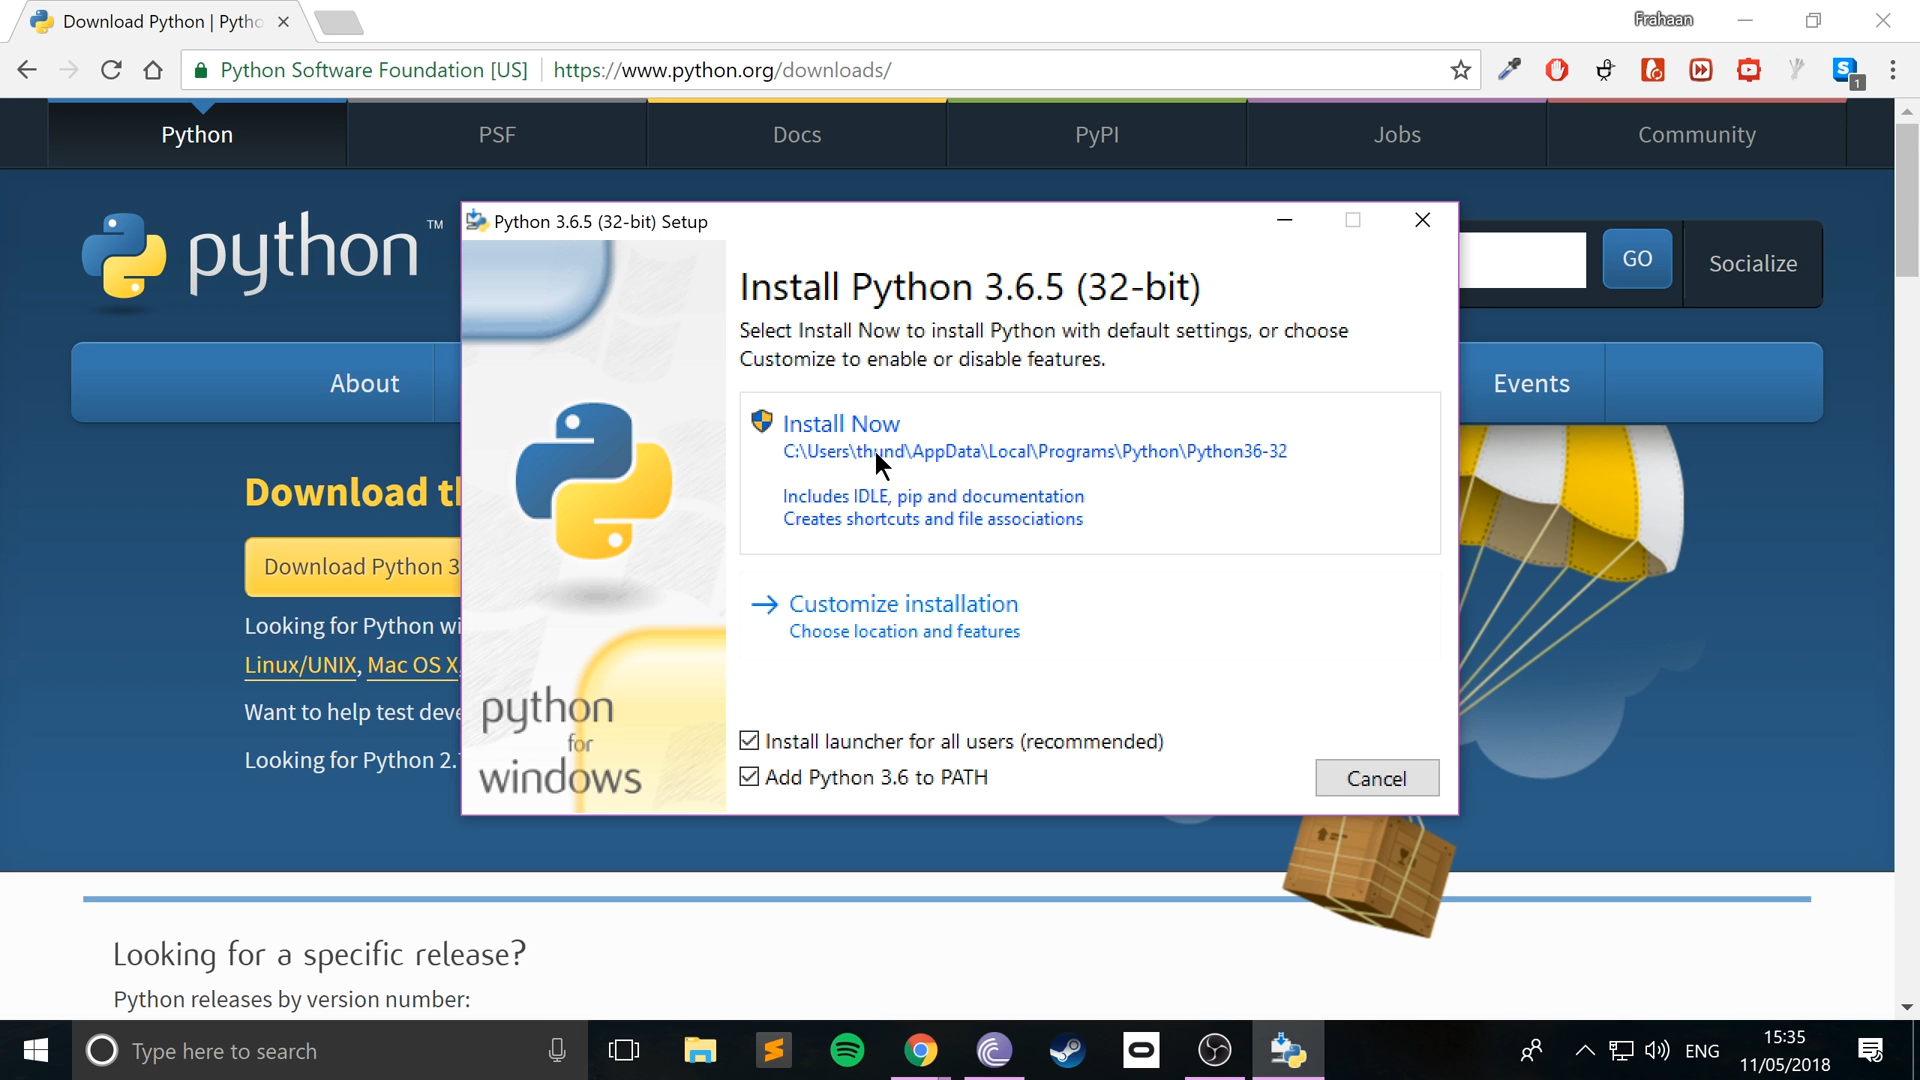 Download Python | Pytho
Frahaan
Python Software Foundation [US]
https://www.python.org/downloads/
S
1
Python
PSF
Docs
PyPI
Jobs
Community
python TM
GO
Socialize
About
Events
Download t
Download Python 3
Looking for Python wi
Linux/UNIX, Mac OS X,
Want to help test deve
Looking for Python 2.
Python 3.6.5 (32-bit) Setup
Install Python 3.6.5 (32-bit)
Select Install Now to install Python with default settings, or choose
Customize to enable or disable features.
Install Now
C:\Users\thund\AppData\Local\Programs\Python\Python36-32
Includes IDLE, pip and documentation
Creates shortcuts and file associations
Customize installation
Choose location and features
python
for
windows
Install launcher for all users (recommended)
Add Python 3.6 to PATH
Cancel
Looking for a specific release?
Python releases by version number:
Type here to search
ENG
15:35
11/05/2018